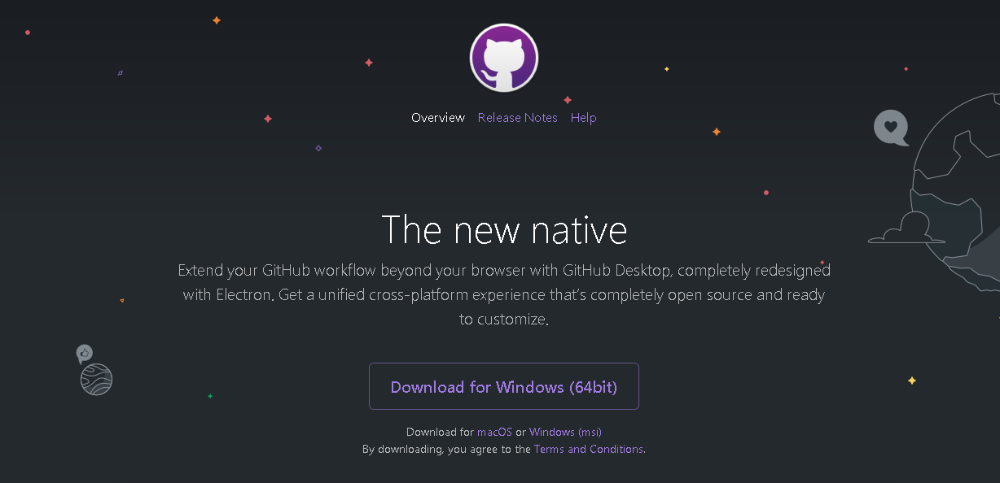 Overview Release Notes Help
The new native
Extend your GitHub workflow beyond your browser with GitHub Desktop, completely redesigned
with Electron. Get a unified cross-platform experience that's completely open source and ready
to customize.
Download for Windows (64bit)
Download for macOS or Windows (msi)
By downloading, you agree to the Terms and Conditions.